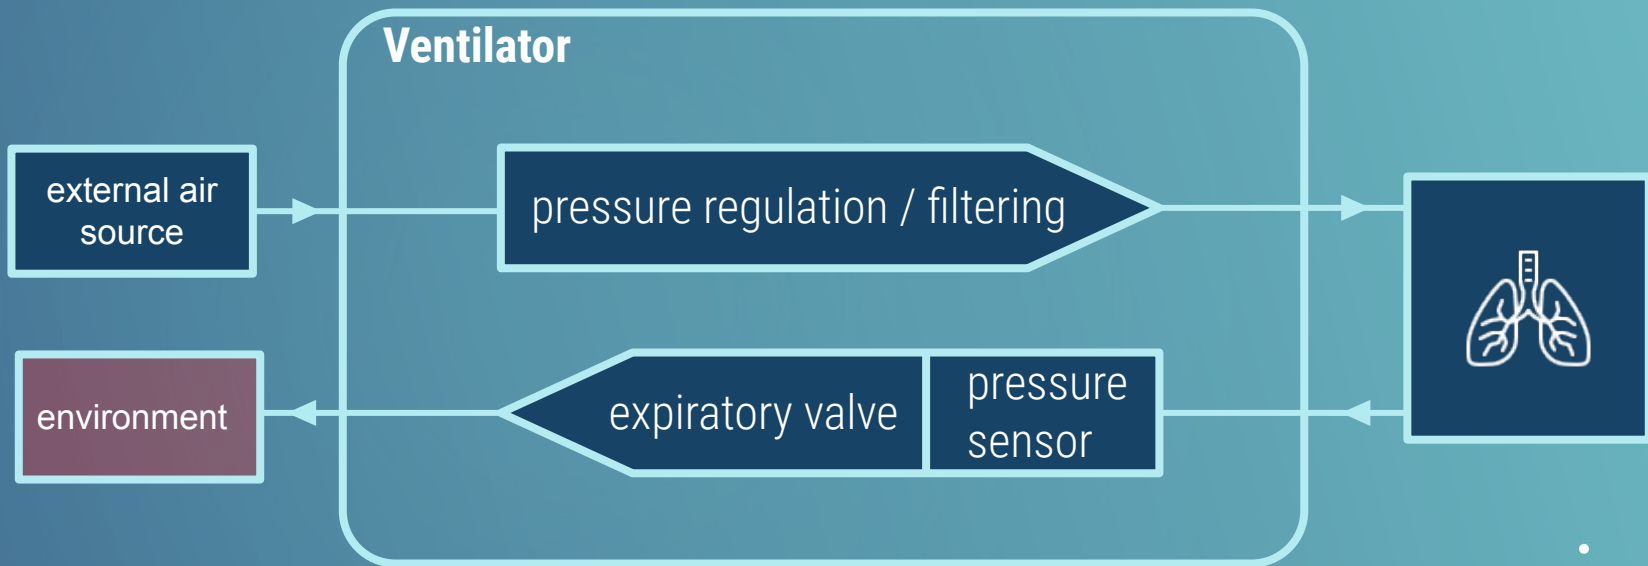 Ventilator
external air
source
pressure regulation / filtering
environment
expiratory valve
pressure
sensor